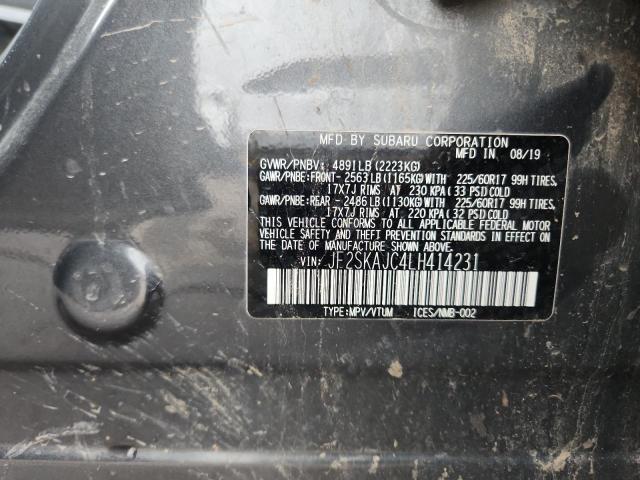 MFD BY SUBARU CORPORATION
GVWR/PNBV: 4891LB (2223KG) MFD IN 08/19
GAWR/PNBE:FRONT- 2563LB (1165KG) WITH 225/60R17 99H TIRES,
17X7J RIMS AT 230 KPA (33 PSI) COLD
GAWR/PNBE:REAR - 2486LB (1130KG) WITH 225/60R17 99H TIRES,
17X7J RIMS AT 220 KPA (32 PSI) COLD
THIS VEHICLE CONFORMS TO ALL APPLICABLE FEDERAL MOTOR
VEHICLE SAFETY AND THEFT PREVENTION STANDARDS IN EFFECT
ON THE DATE OF MANUFACTURE SHOWN ABOVE.
VIN: JF2SKAJC4LH414231
TYPE:MPV/VTUM ICES/NMB-002